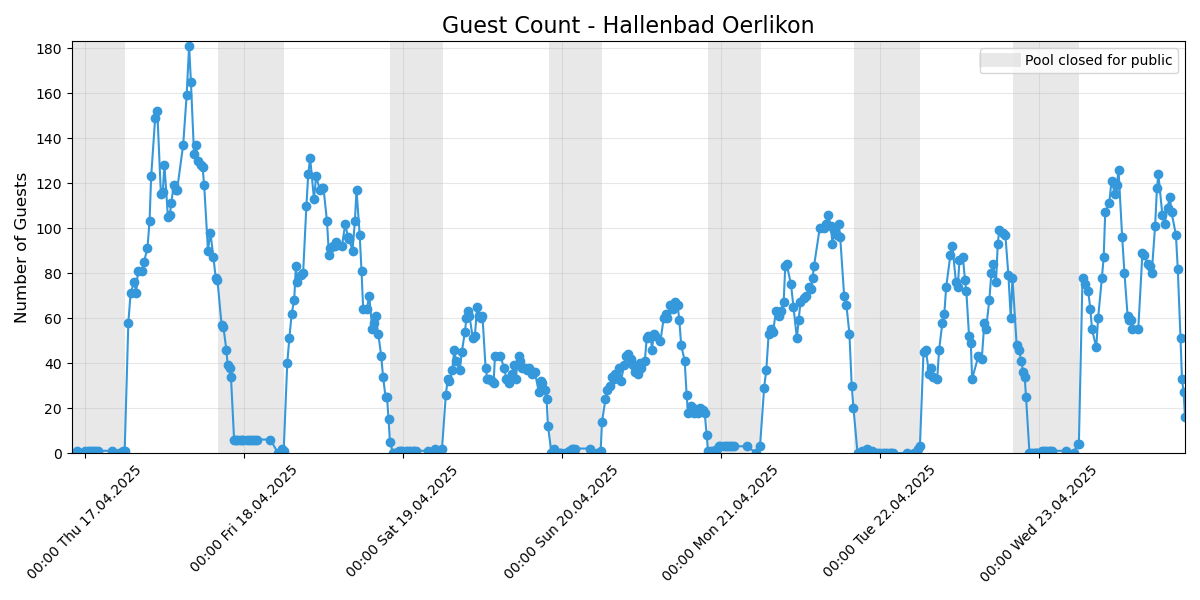 Guest Count - Hallenbad Oerlikon
Pool closed for public
Number of Guests
180
160
140
120
100
80
60
40
20
0
00:00 Thu 17.04.2025
00:00 Fri 18.04.2025
00:00 Sat 19.04.2025
00:00 Sun 20.04.2025
00:00 Mon 21.04.2025
00:00 Tue 22.04.2025
00:00 Wed 23.04.2025